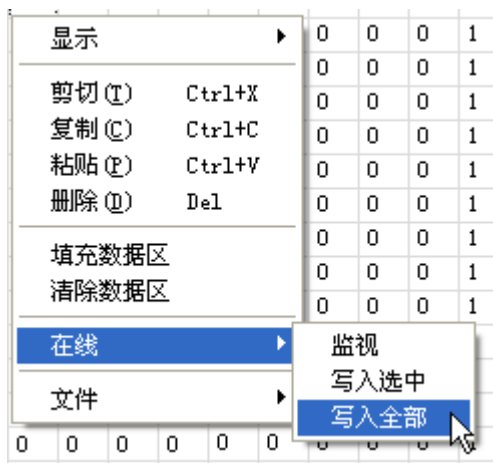 显示 0 0 0 1
0 0 0 1
剪切(T) Ctrl+X 0 0 0 1
复制(C) Ctrl+C 0 0 0 1
粘贴(P) Ctrl+V 0 0 0 1
删除(D) Del 0 0 0 1
0 0 0 1
填充数据区 0 0 0 1
清除数据区 0 0 0 1
在线 监视
写入选中
文件 写入全部
0 0 0 0 0 0